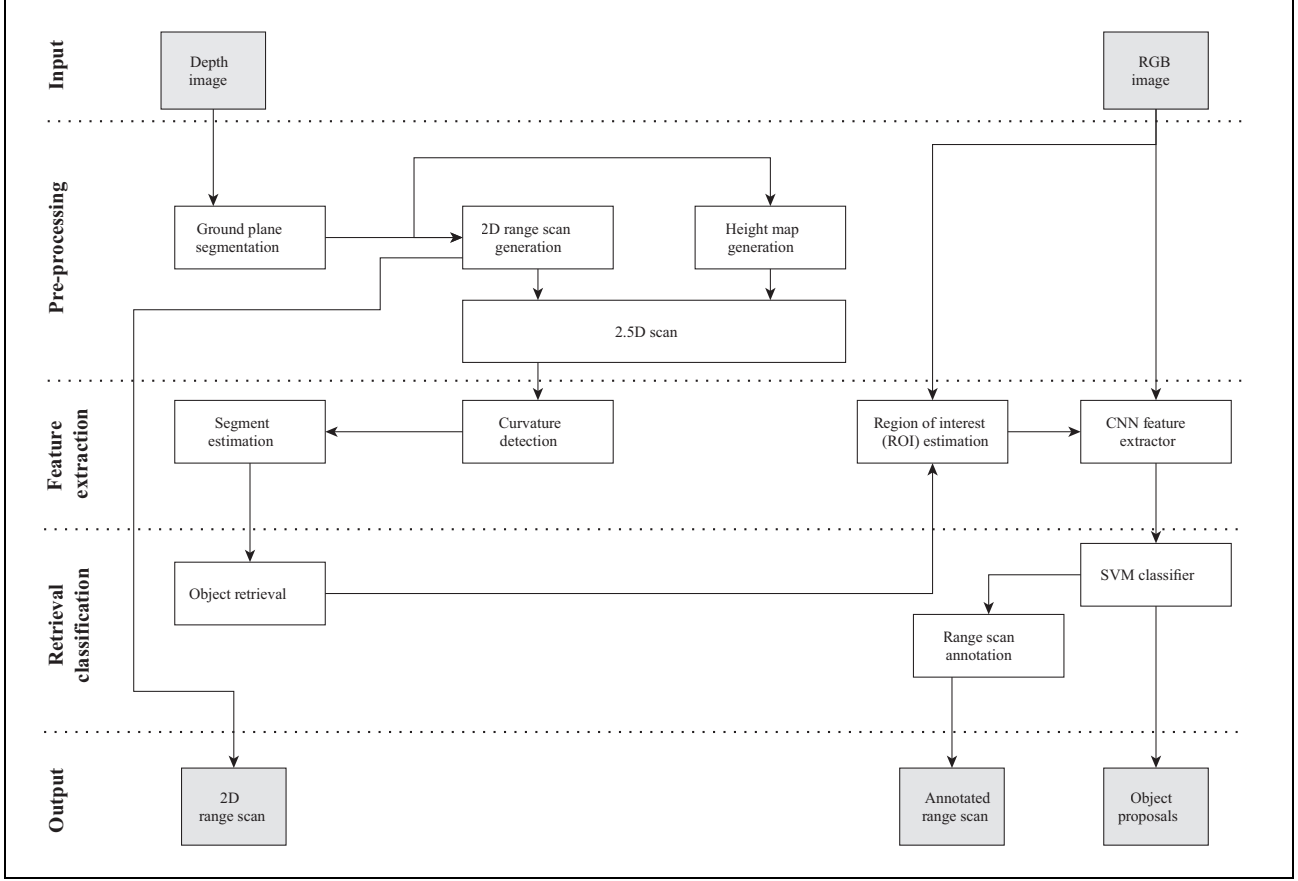 Input
Depth
image
RGB
image
Pre-processing
Ground plane
segmentation
2D range scan
generation
Height map
generation
2.5D scan
Feature
extraction
Segment
estimation
Curvature
detection
Region of interest
(ROI) estimation
CNN feature
extractor
Retrieval
classification
Object retrieval
SVM classifier
Range scan
annotation
Output
2D
range scan
Annotated
range scan
Object
proposals